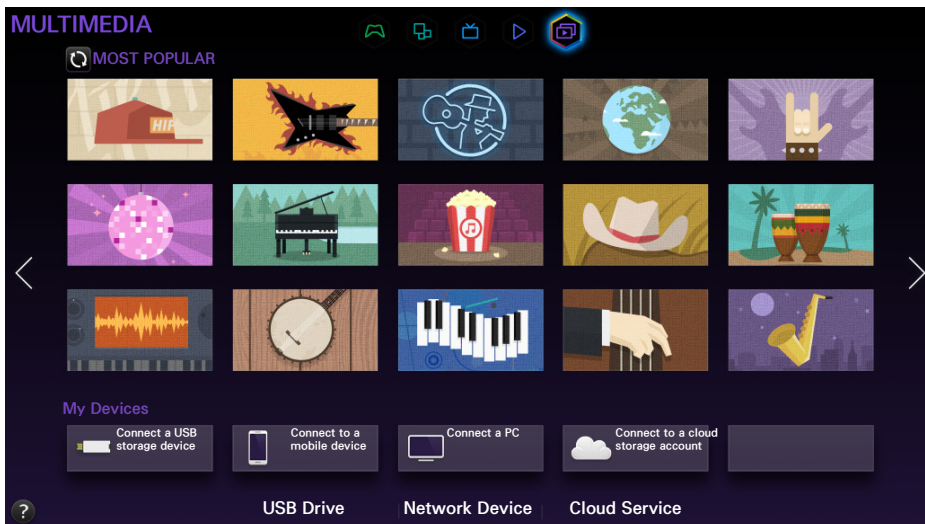 MULTIMEDIA
MOST POPULAR
HIP
My Devices
Connect a USB
storage device
Connect to a
mobile device
Connect a PC
Connect to a cloud
storage account
?
USB Drive
Network Device
Cloud Service